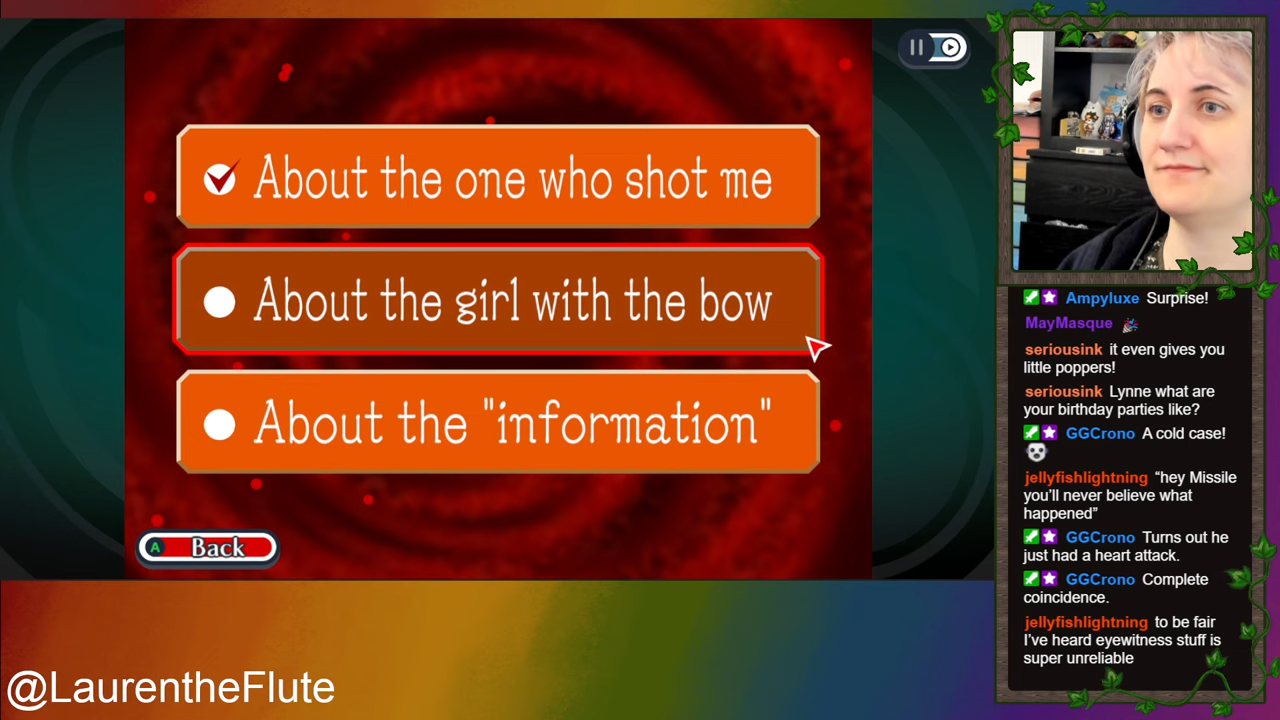 About the one who shot me
About the girl with the bow
About the "information"
A Back
@LaurentheFlute
Ampyluxe Surprise!
MayMasque
seriousink it even gives you
little poppers!
seriousink Lynne what are
your birthday parties like?
GGCrono A cold case!
jellyfishlightning “hey Missile
you’ll never believe what
happened”
GGCrono Turns out he
just had a heart attack.
GGCrono Complete
coincidence.
jellyfishlightning to be fair
I’ve heard eyewitness stuff is
super unreliable